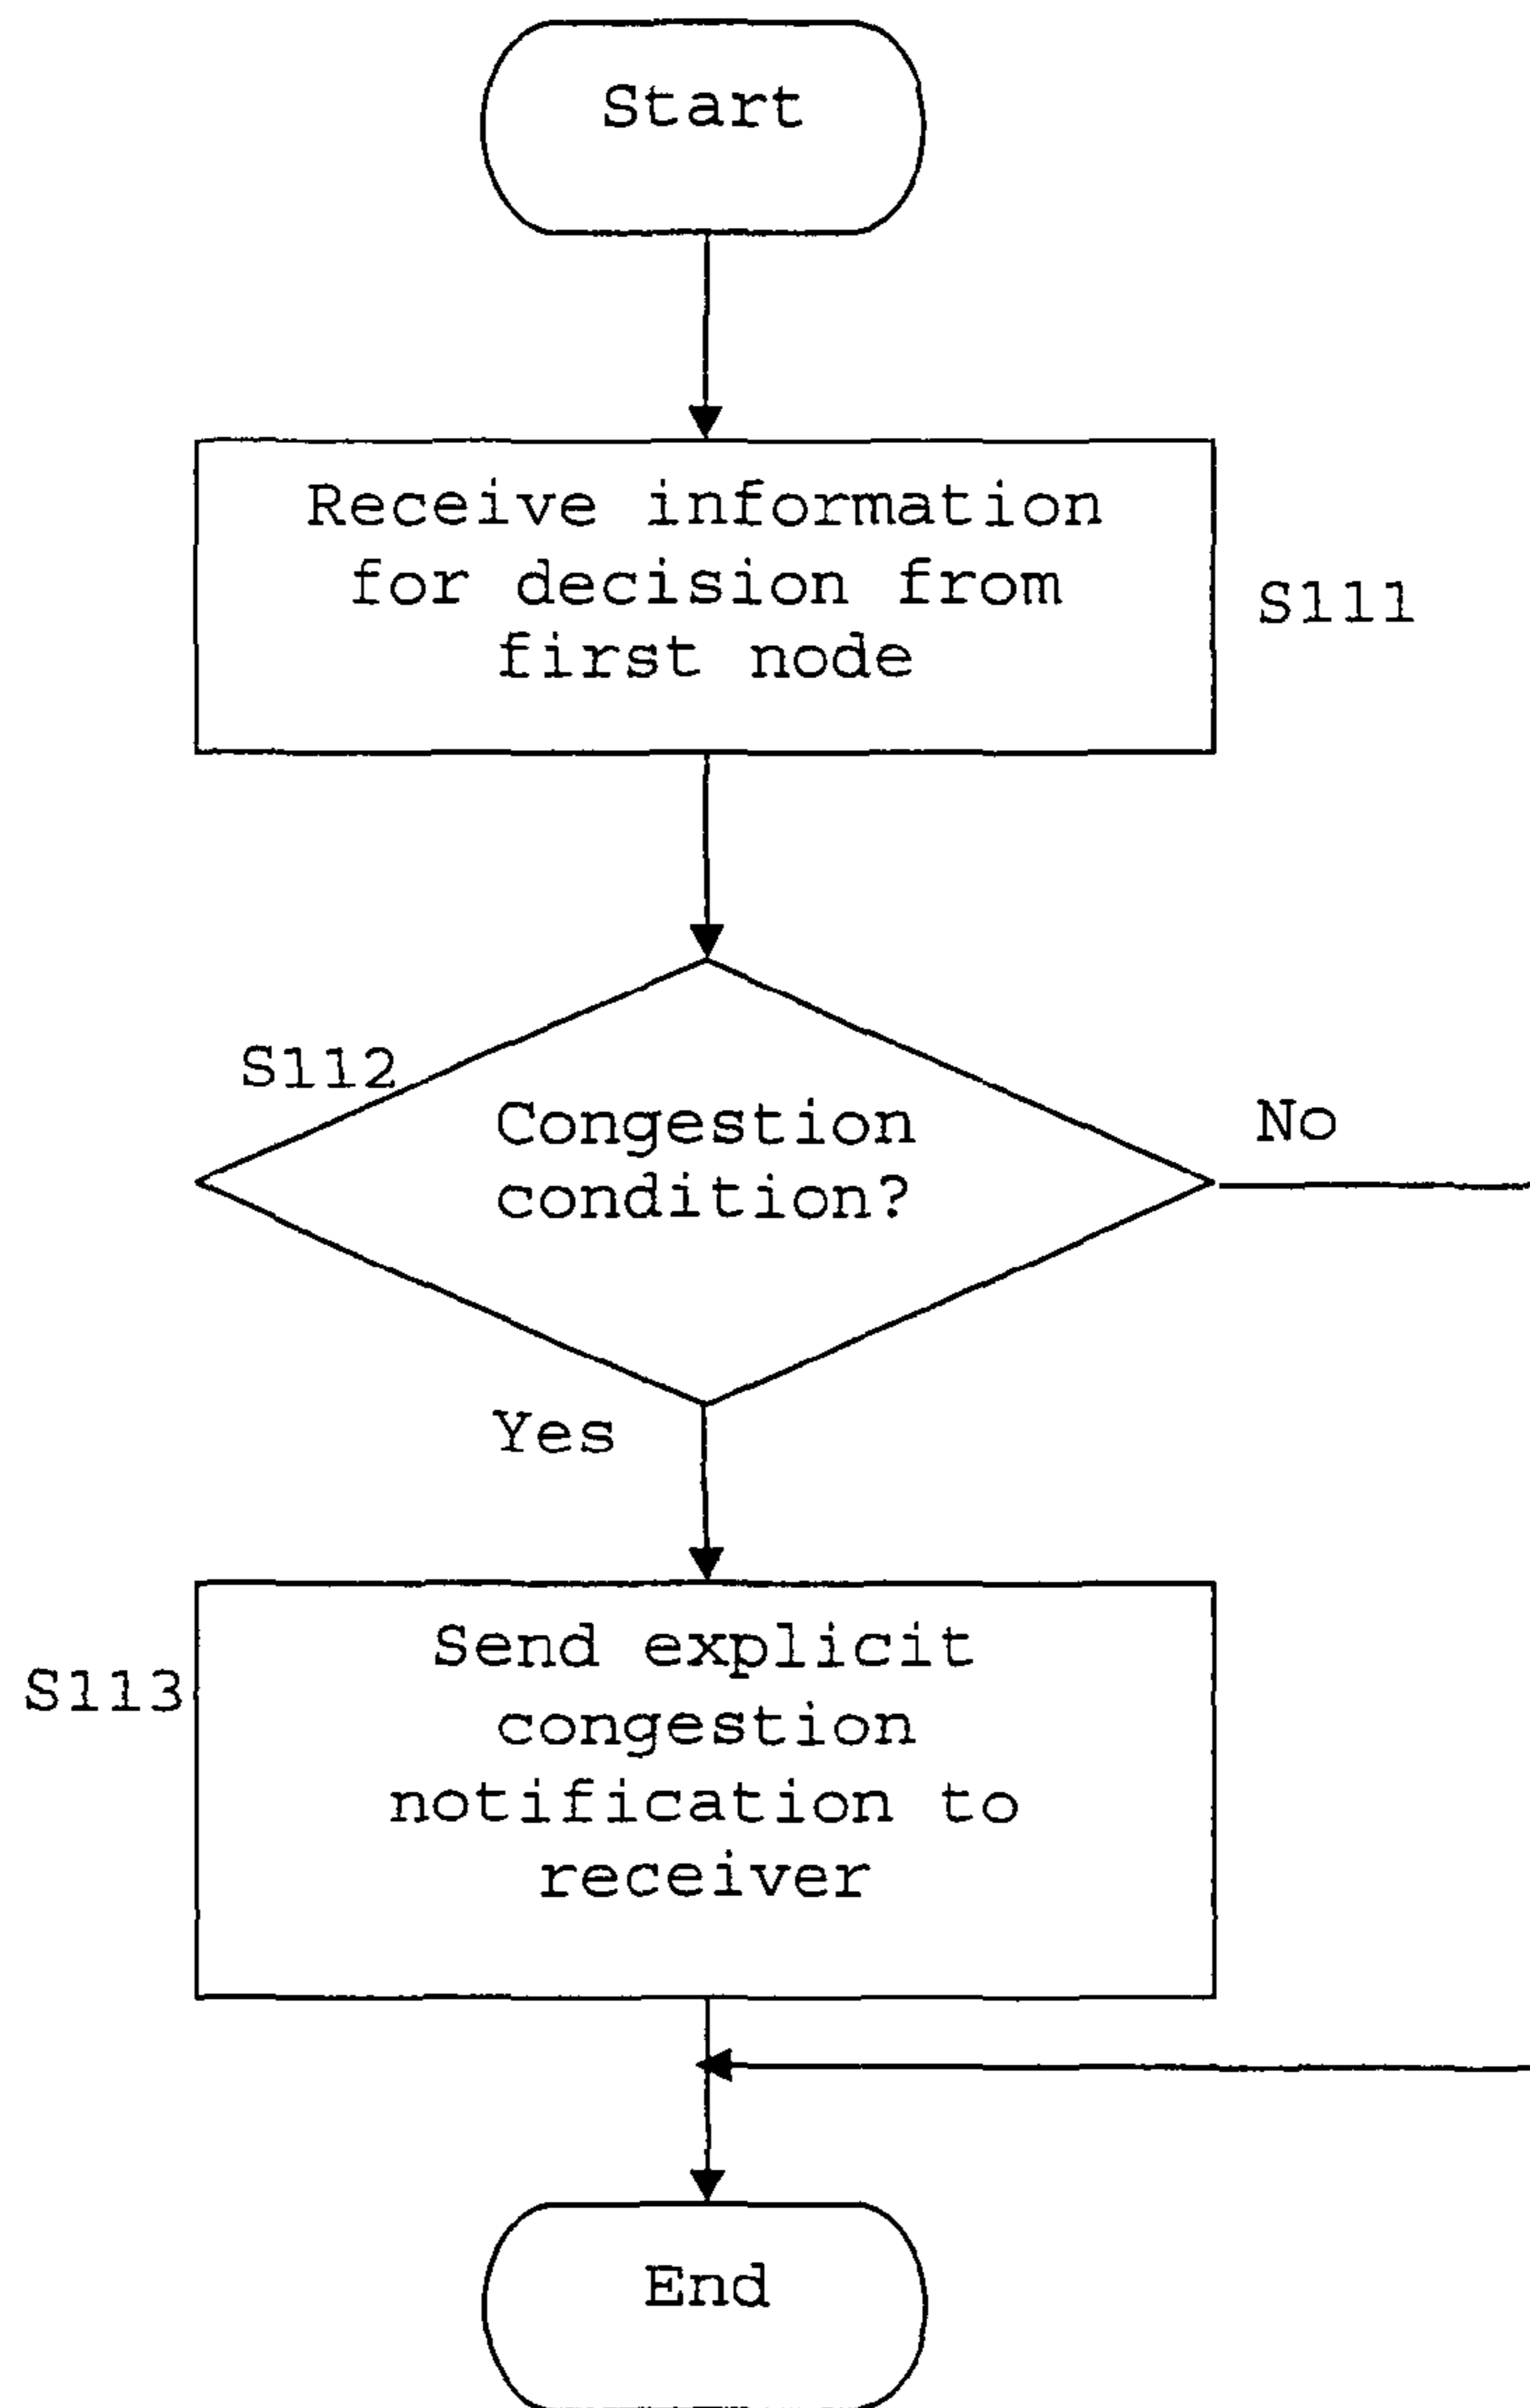 Start
Receive information
for decision from
first node
S111
S112
Congestion
condition?
No
Yes
Send explicit
congestion
notification to
receiver
S113
End